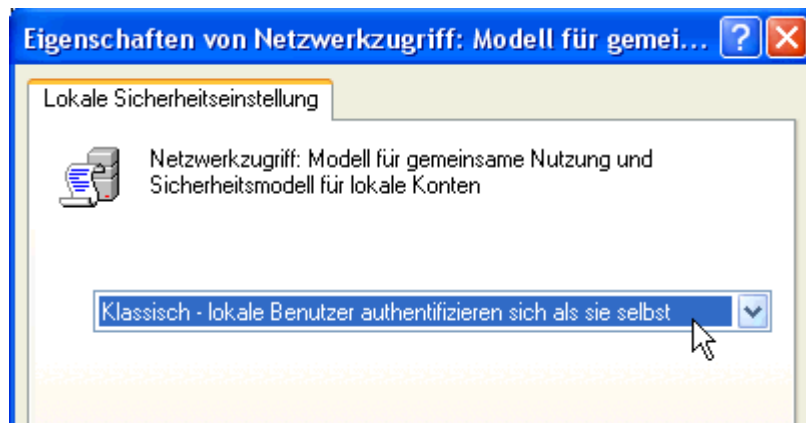 Eigenschaften von Netzwerkzugriff: Modell für gemei...
Lokale Sicherheitseinstellung
Netzwerkzugriff: Modell für gemeinsame Nutzung und
Sicherheitsmodell für lokale Konten
Klassisch - lokale Benutzer authentifizieren sich als sie selbst